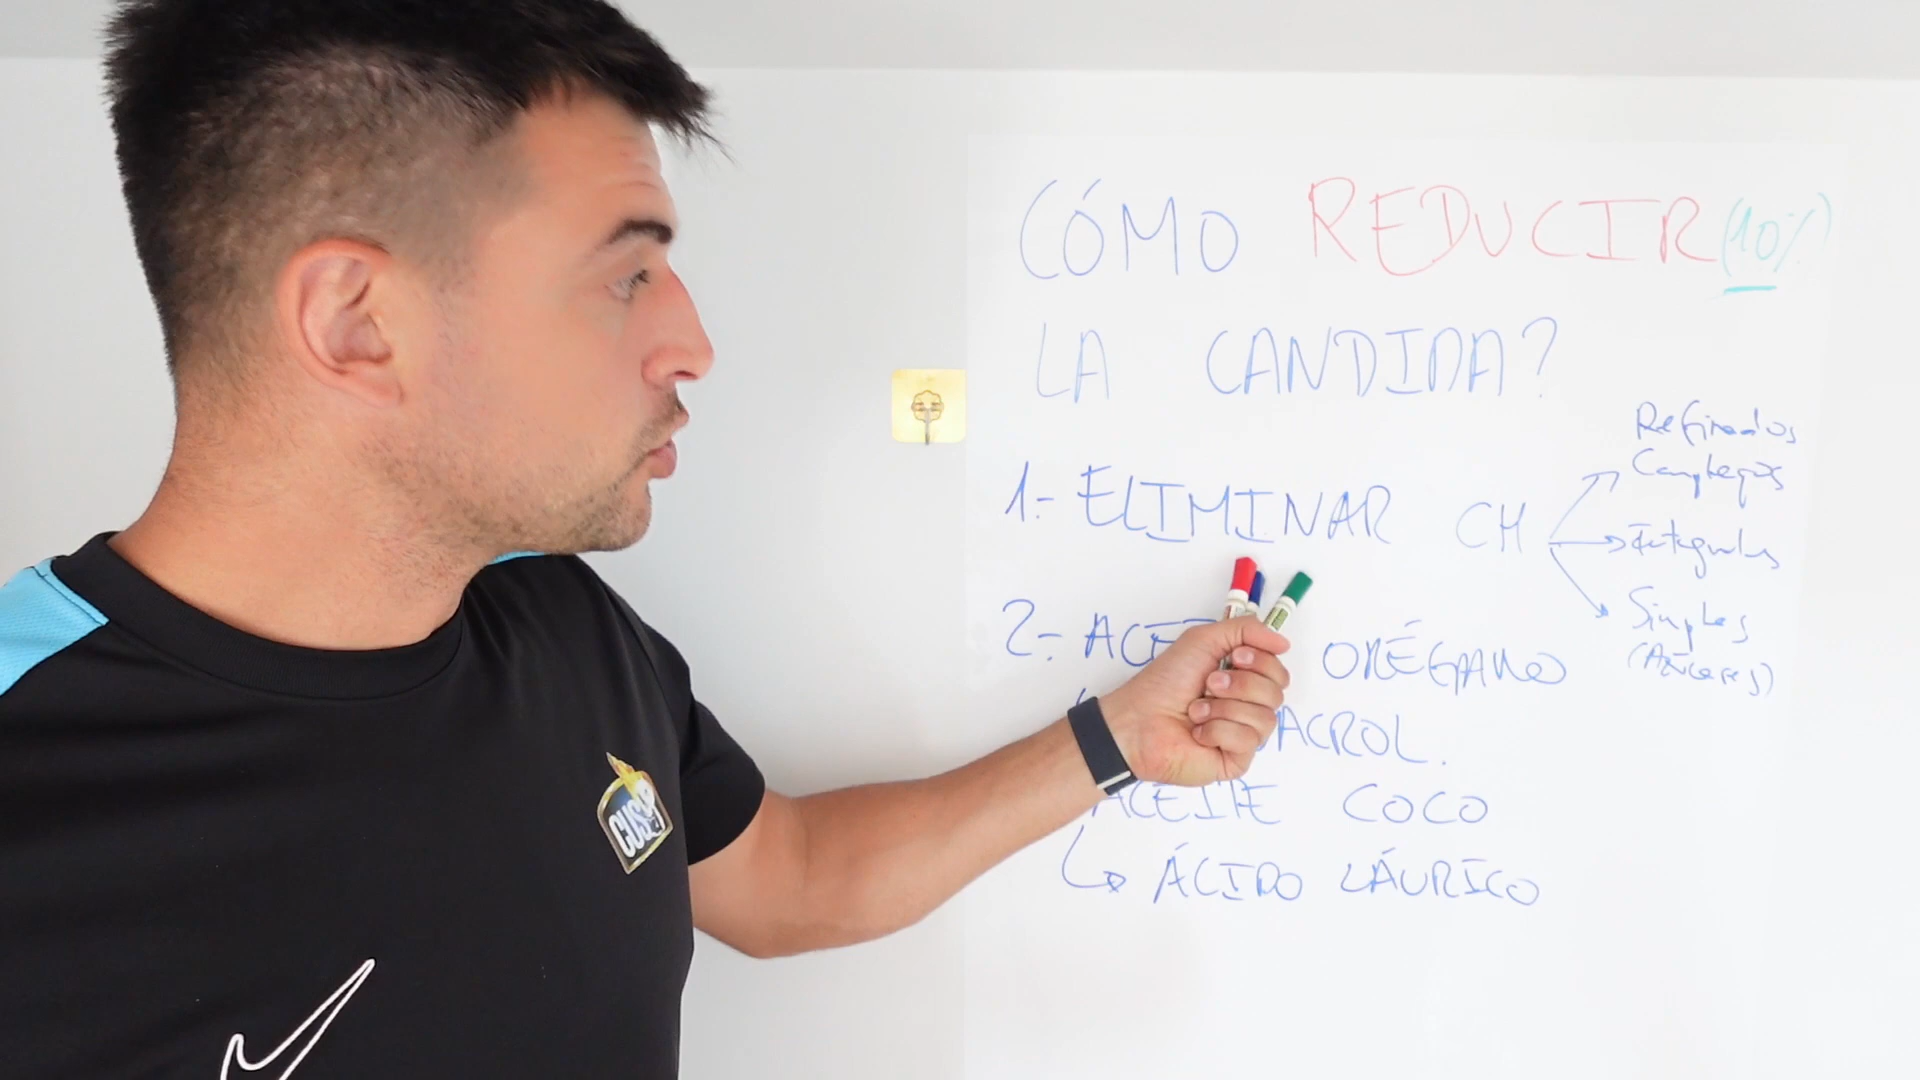 CÓMO REDUCIR (10%)
LA CANDIDA?
1.- ELIMINAR CH
Refinados
Complejos
Integrales
Simples
(Azúcares)
2.- ACE ORÉGANO
ACROL.
ACEITE COCO
↳ ÁCIDO LÁURICO